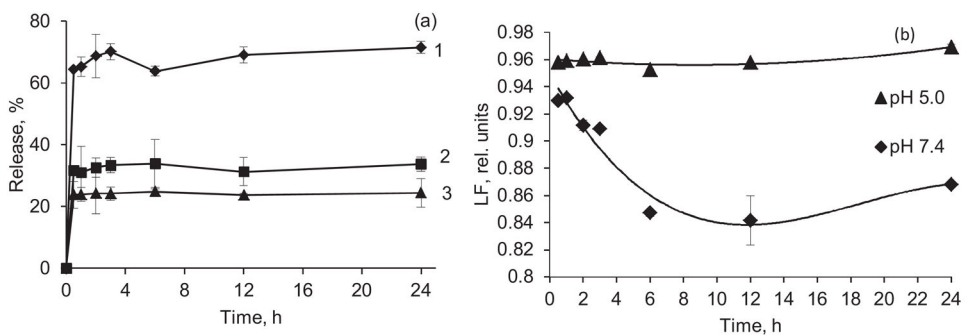 (a)
Release, %
80
60
40
20
0
0 4 8 12 16 20 24
Time, h
1
2
3
(b)
LF, rel. units
1
0.98
0.96
0.94
0.92
0.9
0.88
0.86
0.84
0.82
0.8
0 2 4 6 8 10 12 14 16 18 20 22 24
Time, h
pH 5.0
pH 7.4